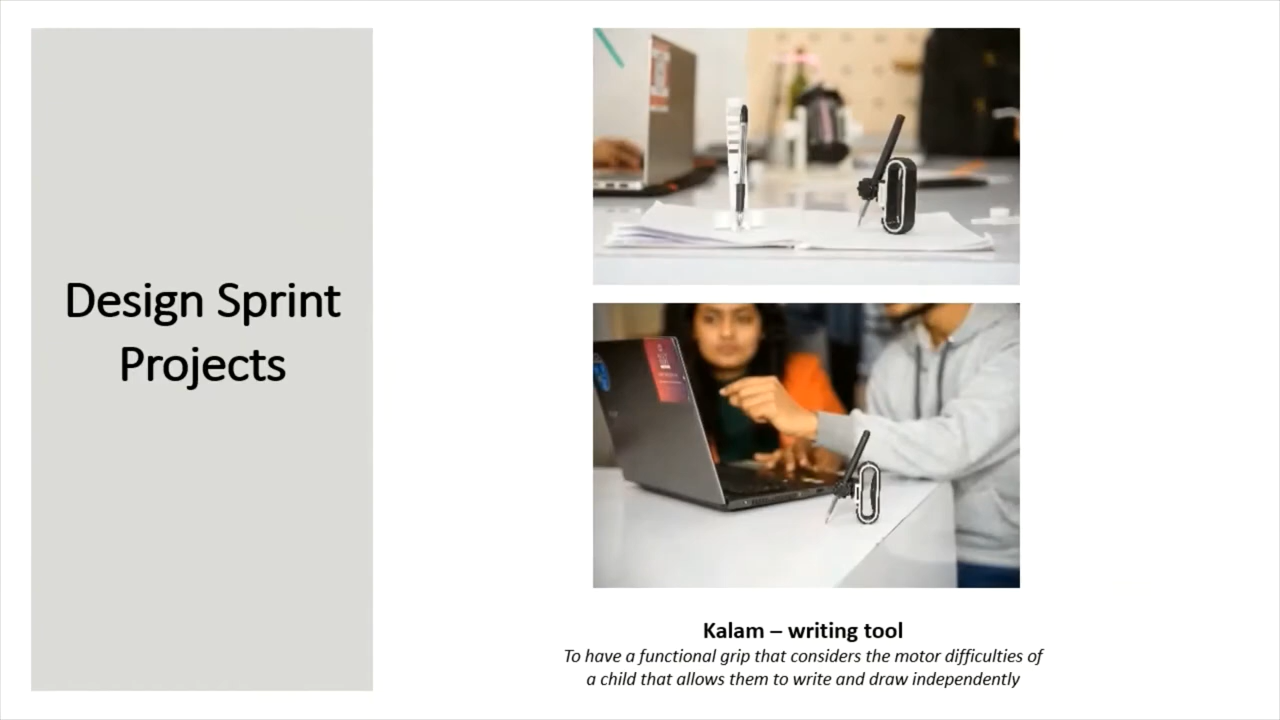 Design Sprint
Projects
Kalam – writing tool
To have a functional grip that considers the motor difficulties of
a child that allows them to write and draw independently